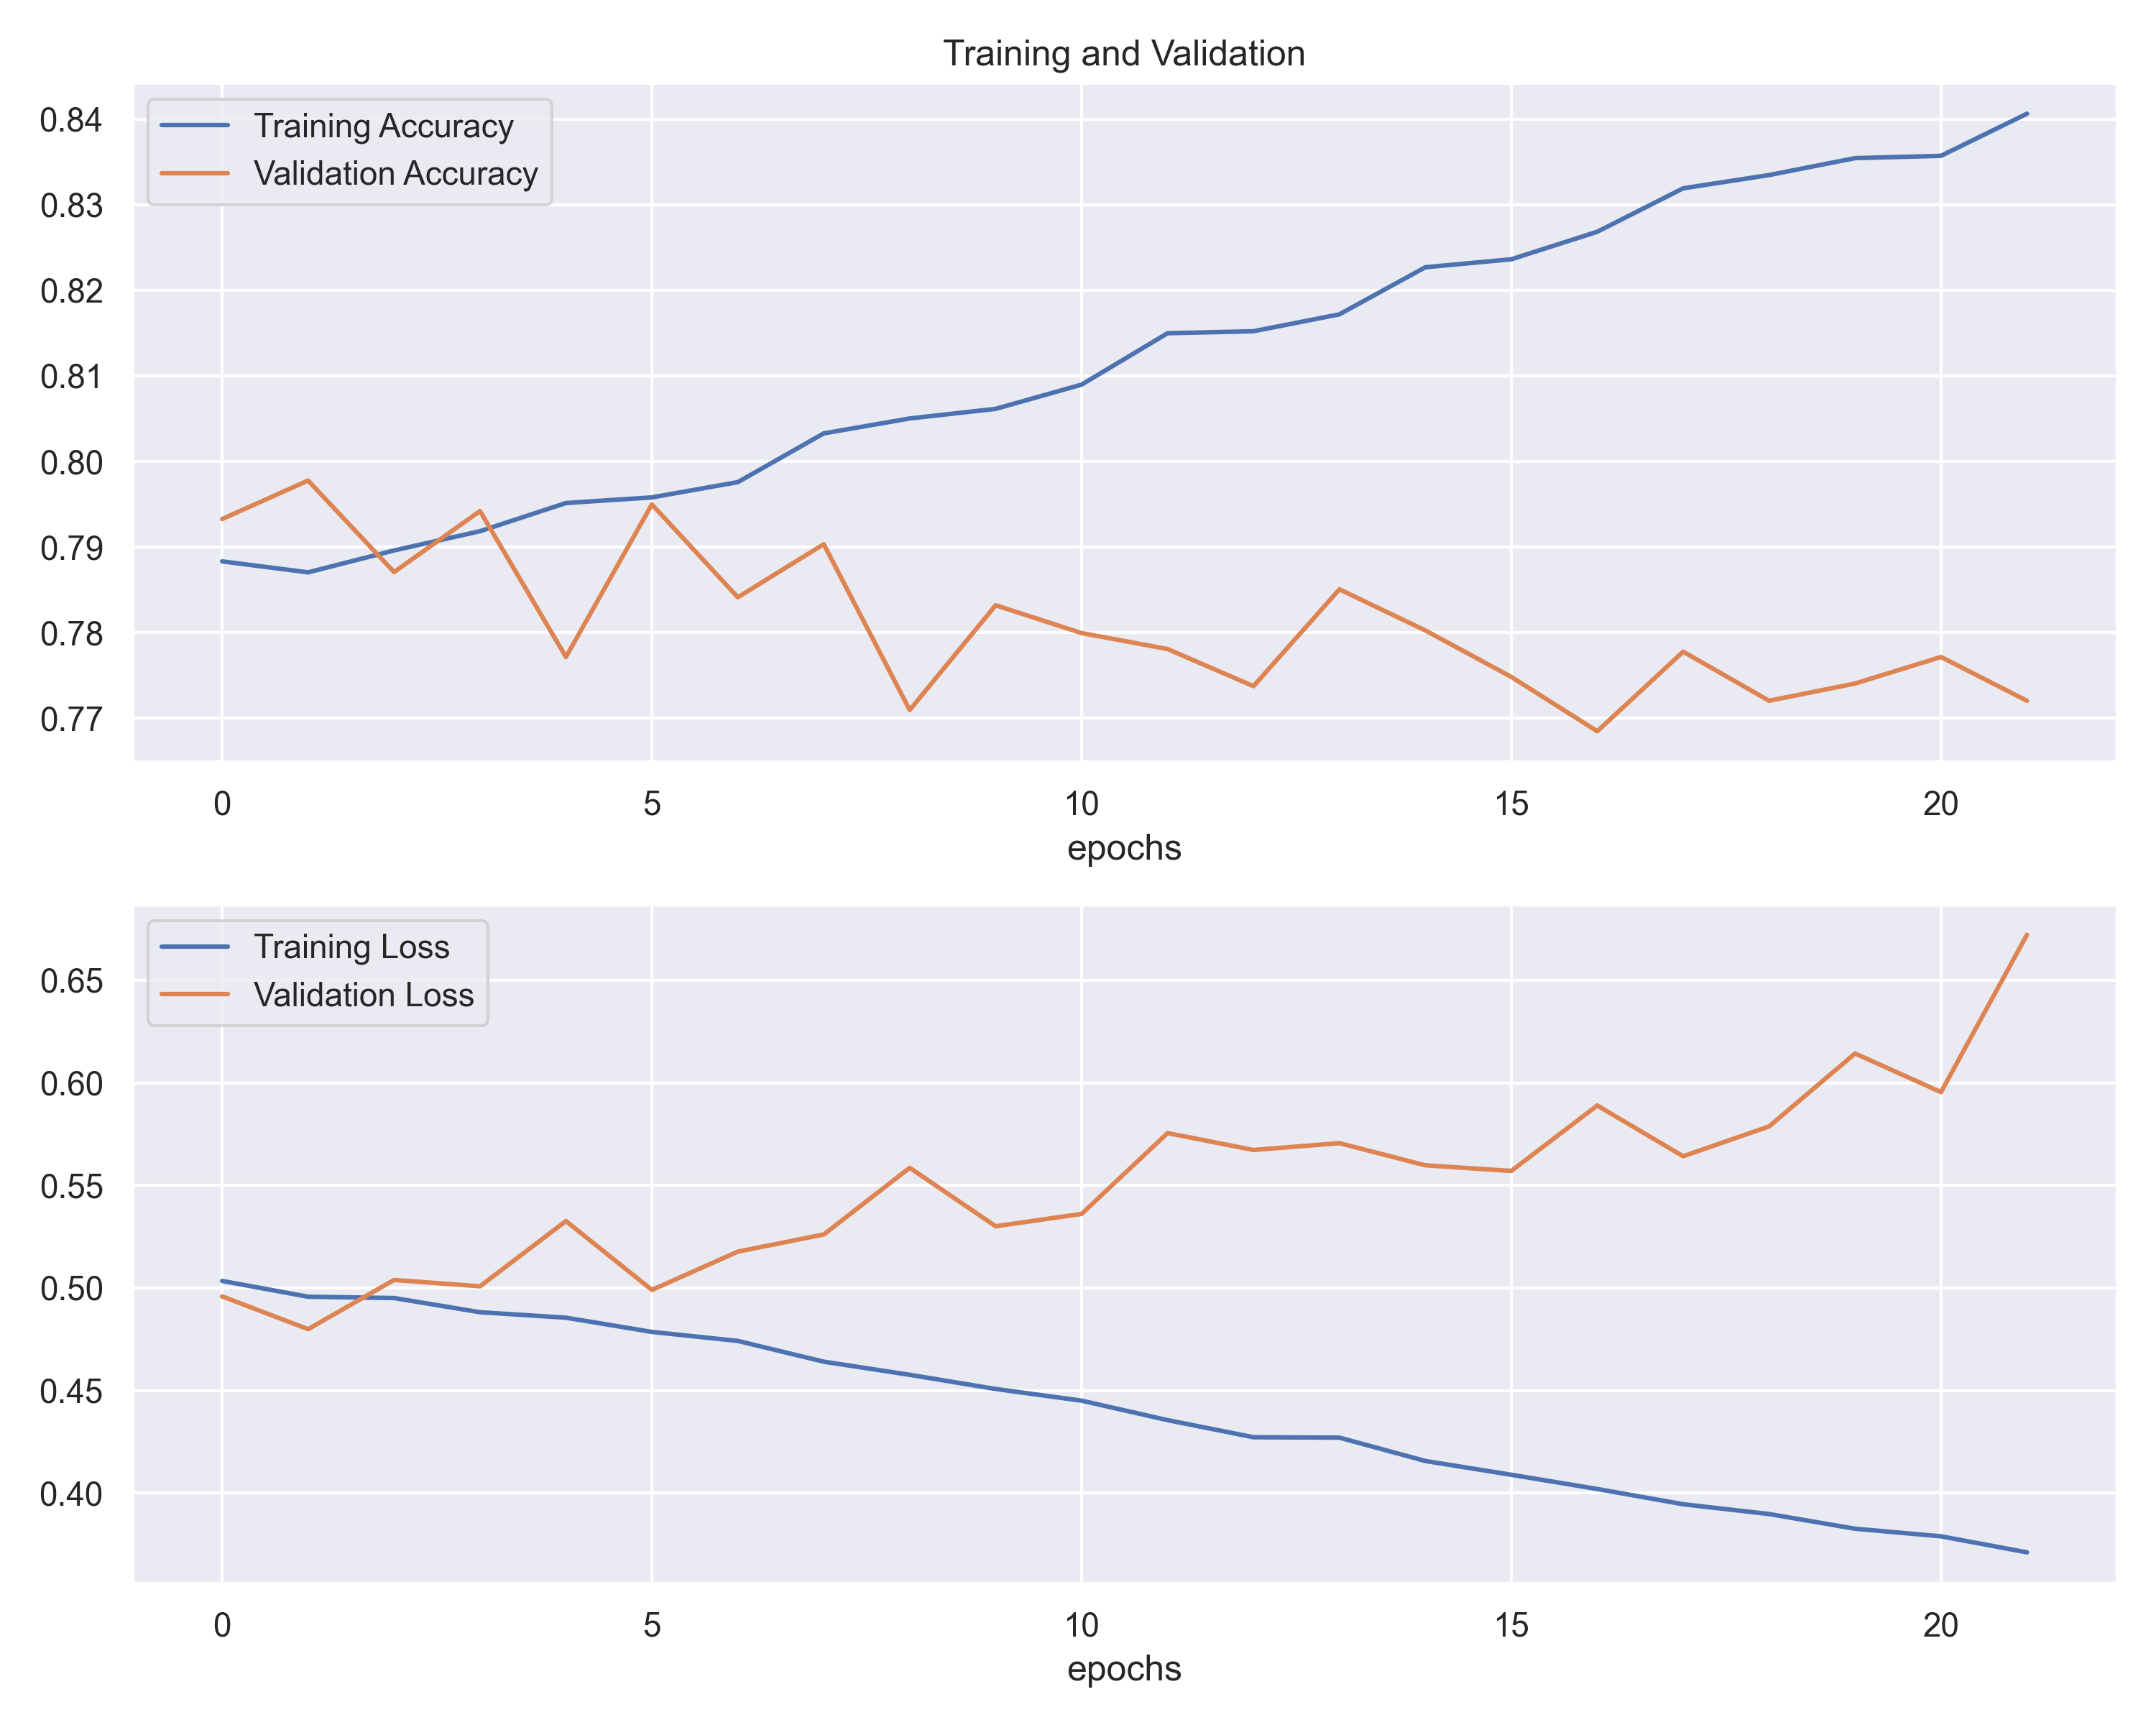 Training and Validation
Training Accuracy
Validation Accuracy
0.84
0.83
0.82
0.81
0.80
0.79
0.78
0.77
0 5 10 15 20
epochs
Training Loss
Validation Loss
0.65
0.60
0.55
0.50
0.45
0.40
0 5 10 15 20
epochs